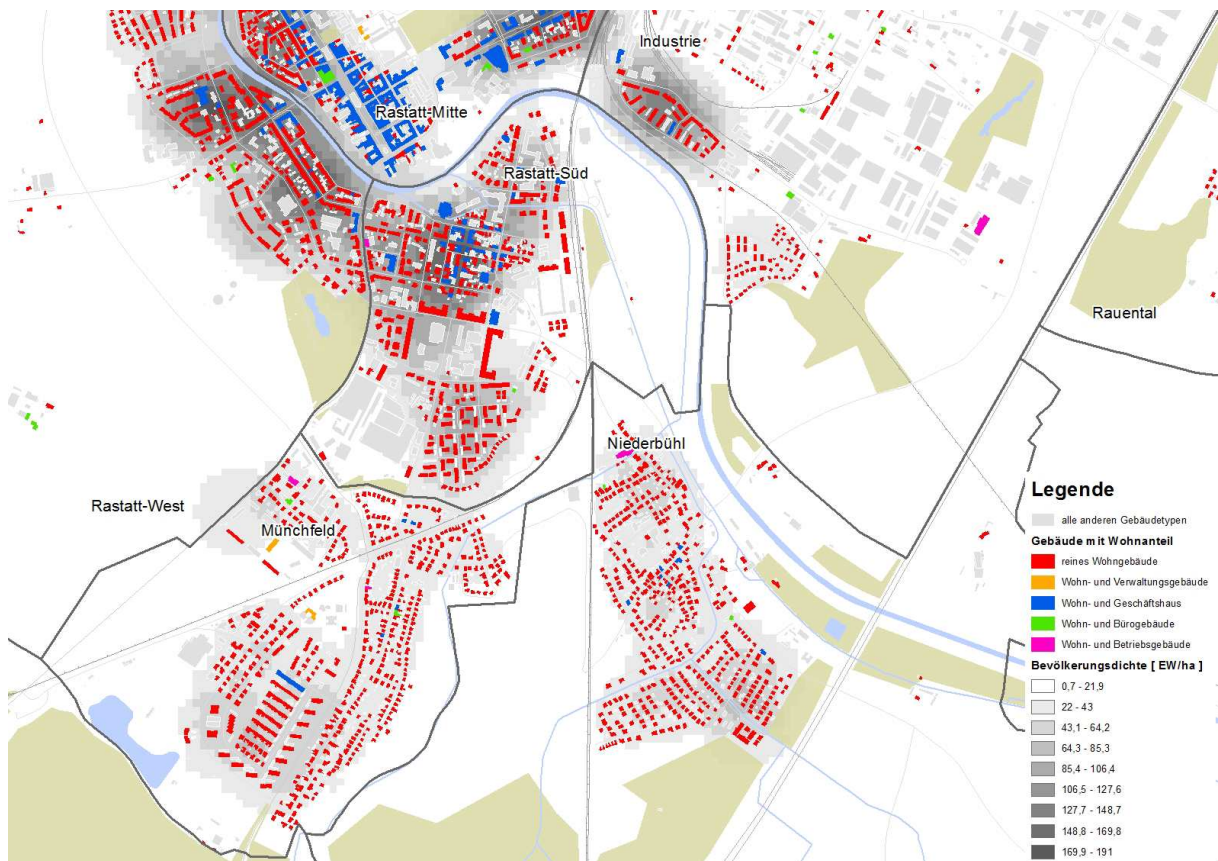 Industrie
Rastatt-Mitte
Rastatt-Süd
Rauental
Niederbühl
Rastatt-West
Münchfeld
Legende
alle anderen Gebäudetypen
Gebäude mit Wohnanteil
reines Wohngebäude
Wohn- und Verwaltungsgebäude
Wohn- und Geschäftshaus
Wohn- und Bürogebäude
Wohn- und Betriebsgebäude
Bevölkerungsdichte [ EW/ha ]
0,7 - 21,9
22 - 43
43,1 - 64,2
64,3 - 85,3
85,4 - 106,4
106,5 - 127,6
127,7 - 148,7
148,8 - 169,8
169,9 - 191